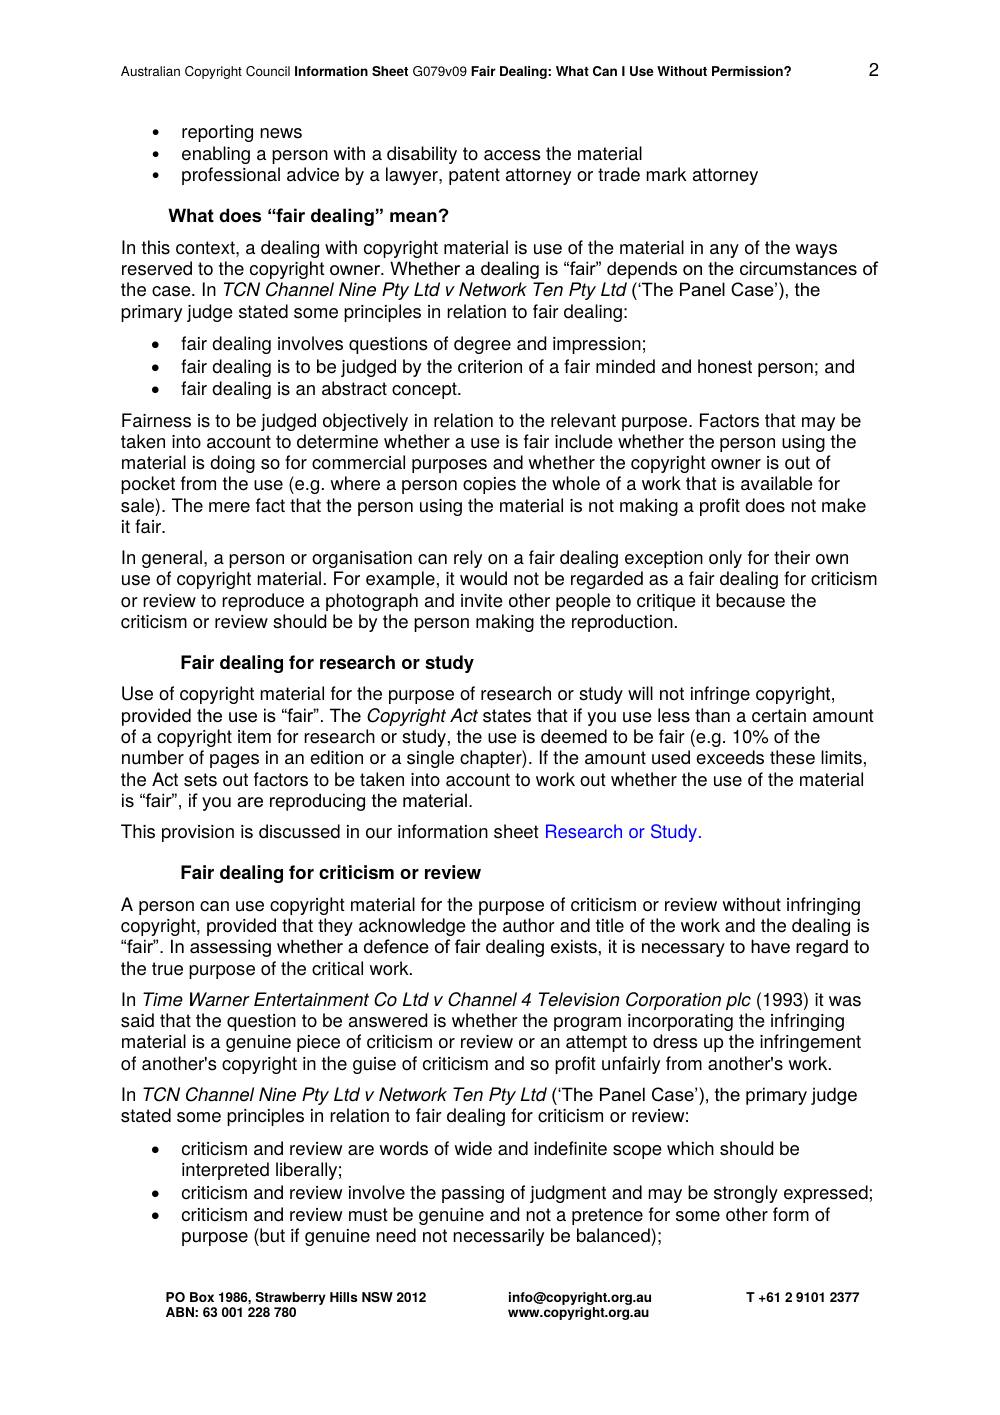 Australian Copyright Council Information Sheet G079v09 Fair Dealing: What Can I Use Without Permission? 2
• reporting news
• enabling a person with a disability to access the material
• professional advice by a lawyer, patent attorney or trade mark attorney
What does “fair dealing” mean?
In this context, a dealing with copyright material is use of the material in any of the ways
reserved to the copyright owner. Whether a dealing is “fair” depends on the circumstances of
the case. In TCN Channel Nine Pty Ltd v Network Ten Pty Ltd (‘The Panel Case’), the
primary judge stated some principles in relation to fair dealing:
• fair dealing involves questions of degree and impression;
• fair dealing is to be judged by the criterion of a fair minded and honest person; and
• fair dealing is an abstract concept.
Fairness is to be judged objectively in relation to the relevant purpose. Factors that may be
taken into account to determine whether a use is fair include whether the person using the
material is doing so for commercial purposes and whether the copyright owner is out of
pocket from the use (e.g. where a person copies the whole of a work that is available for
sale). The mere fact that the person using the material is not making a profit does not make
it fair.
In general, a person or organisation can rely on a fair dealing exception only for their own
use of copyright material. For example, it would not be regarded as a fair dealing for criticism
or review to reproduce a photograph and invite other people to critique it because the
criticism or review should be by the person making the reproduction.
Fair dealing for research or study
Use of copyright material for the purpose of research or study will not infringe copyright,
provided the use is “fair”. The Copyright Act states that if you use less than a certain amount
of a copyright item for research or study, the use is deemed to be fair (e.g. 10% of the
number of pages in an edition or a single chapter). If the amount used exceeds these limits,
the Act sets out factors to be taken into account to work out whether the use of the material
is “fair”, if you are reproducing the material.
This provision is discussed in our information sheet Research or Study.
Fair dealing for criticism or review
A person can use copyright material for the purpose of criticism or review without infringing
copyright, provided that they acknowledge the author and title of the work and the dealing is
“fair”. In assessing whether a defence of fair dealing exists, it is necessary to have regard to
the true purpose of the critical work.
In Time Warner Entertainment Co Ltd v Channel 4 Television Corporation plc (1993) it was
said that the question to be answered is whether the program incorporating the infringing
material is a genuine piece of criticism or review or an attempt to dress up the infringement
of another's copyright in the guise of criticism and so profit unfairly from another's work.
In TCN Channel Nine Pty Ltd v Network Ten Pty Ltd (‘The Panel Case’), the primary judge
stated some principles in relation to fair dealing for criticism or review:
• criticism and review are words of wide and indefinite scope which should be
interpreted liberally;
• criticism and review involve the passing of judgment and may be strongly expressed;
• criticism and review must be genuine and not a pretence for some other form of
purpose (but if genuine need not necessarily be balanced);
PO Box 1986, Strawberry Hills NSW 2012 info@copyright.org.au T +61 2 9101 2377
ABN: 63 001 228 780 www.copyright.org.au